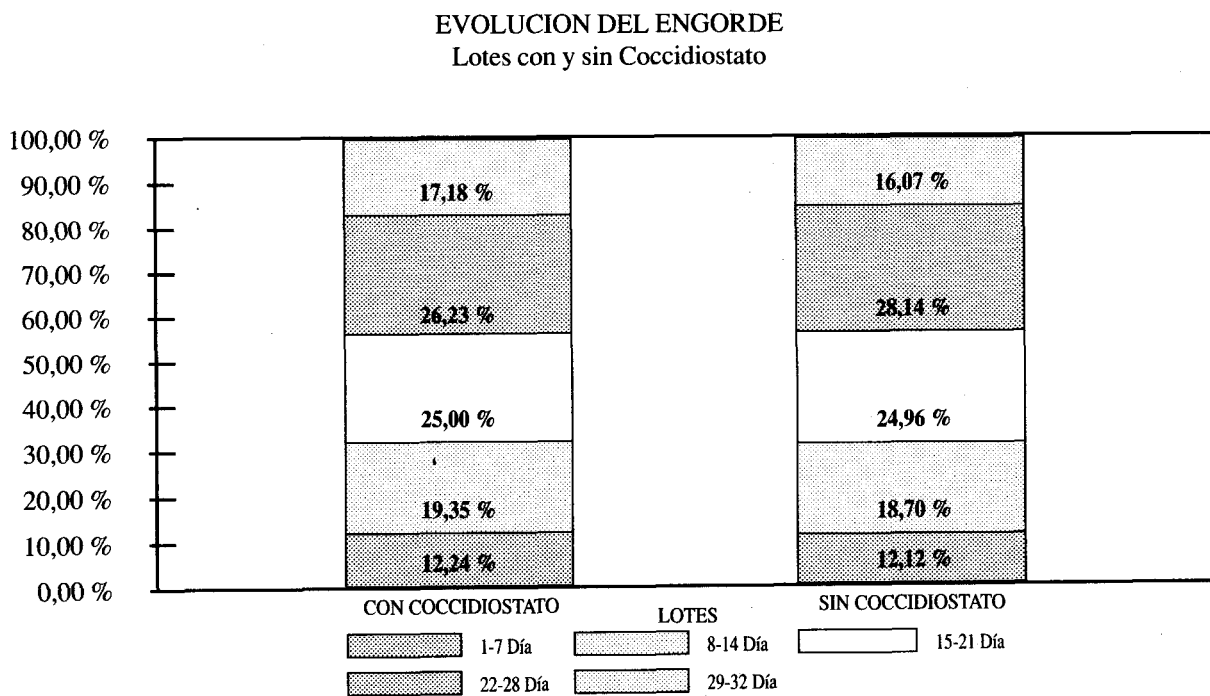 EVOLUCION DEL ENGORDE
Lotes con y sin Coccidiostato
100,00 %
90,00 %
80,00 %
70,00 %
60,00 %
50,00 %
40,00 %
30,00 %
20,00 %
10,00 %
0,00 %
17,18 %
26,23 %
25,00 %
19,35 %
12,24 %
16,07 %
28,14 %
24,96 %
18,70 %
12,12 %
CON COCCIDIOSTATO
LOTES
SIN COCCIDIOSTATO
1-7 Día
8-14 Día
15-21 Día
22-28 Día
29-32 Día